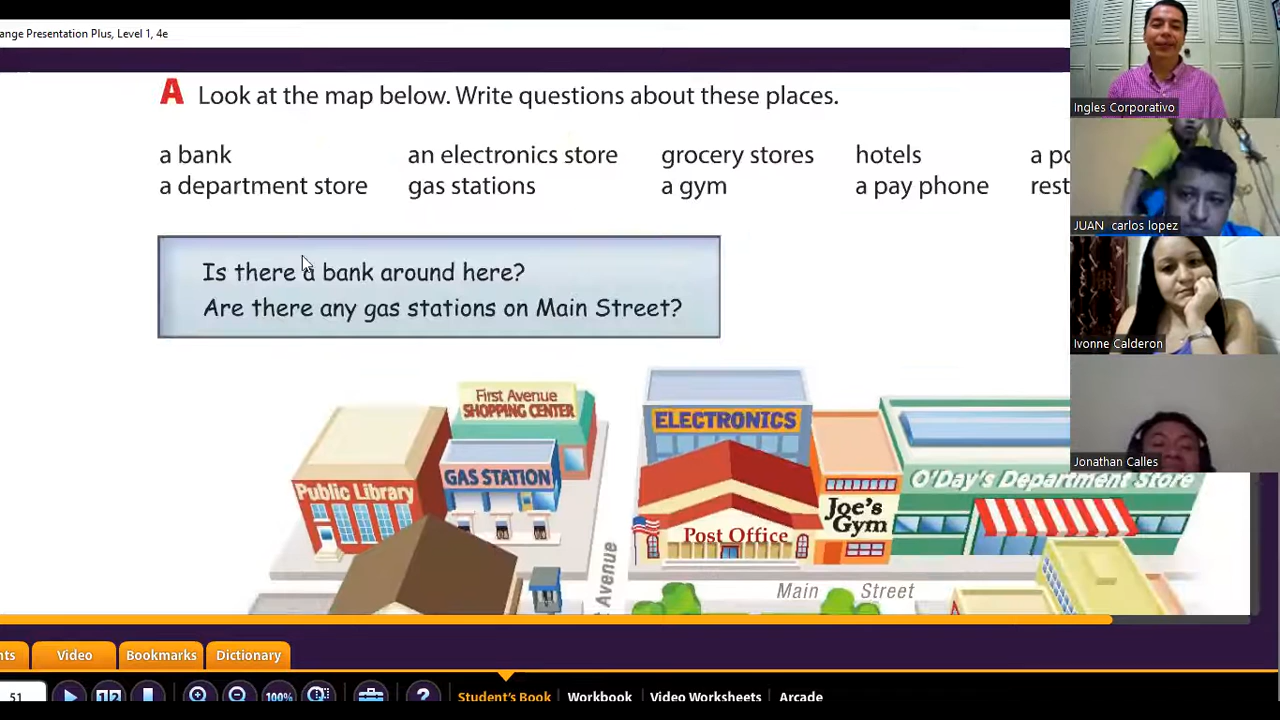 ange Presentation Plus, Level 1, 4e
Ingles Corporativo
A Look at the map below. Write questions about these places.
a bank an electronics store grocery stores hotels a po
a department store gas stations a gym a pay phone rest
JUAN carlos lopez
Is there a bank around here?
Are there any gas stations on Main Street?
Ivonne Calderon
First Avenue
SHOPPING CENTER
ELECTRONICS
GAS STATION
Public Library
Post Office
Joe's
Gym
O'Day's Department Store
Jonathan Calles
Avenue
Main Street
nts Video Bookmarks Dictionary
51 1 2 100% ? Student's Book Workbook Video Worksheets Arcade